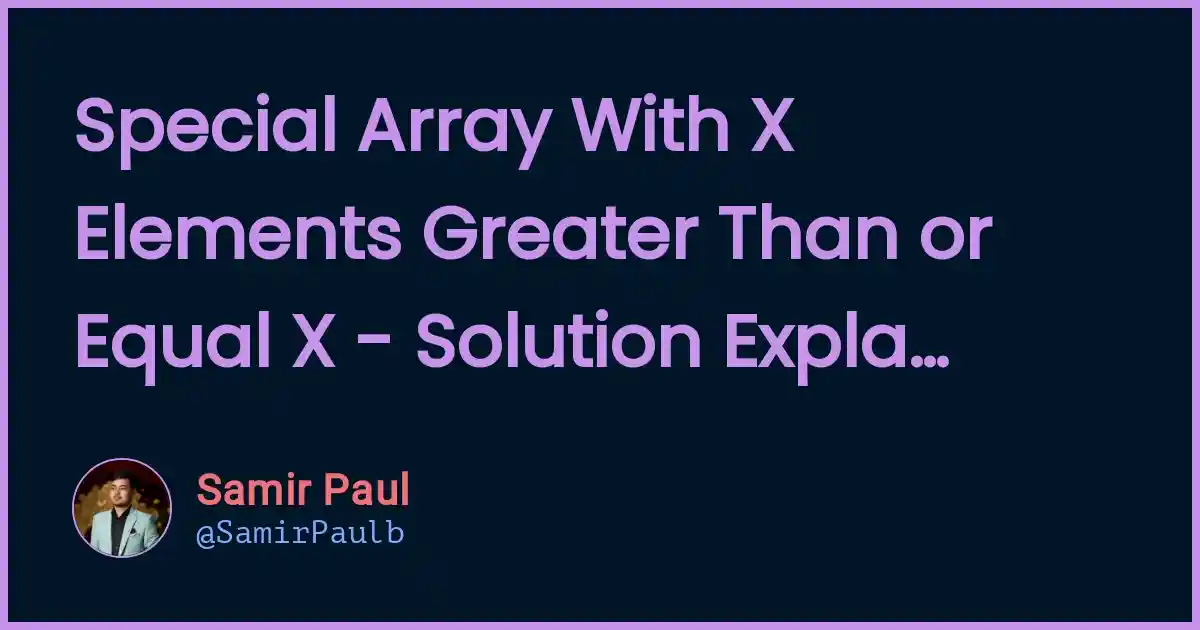 Special Array With X
Elements Greater Than or
Equal X - Solution Expla...
Samir Paul
@SamirPaulb